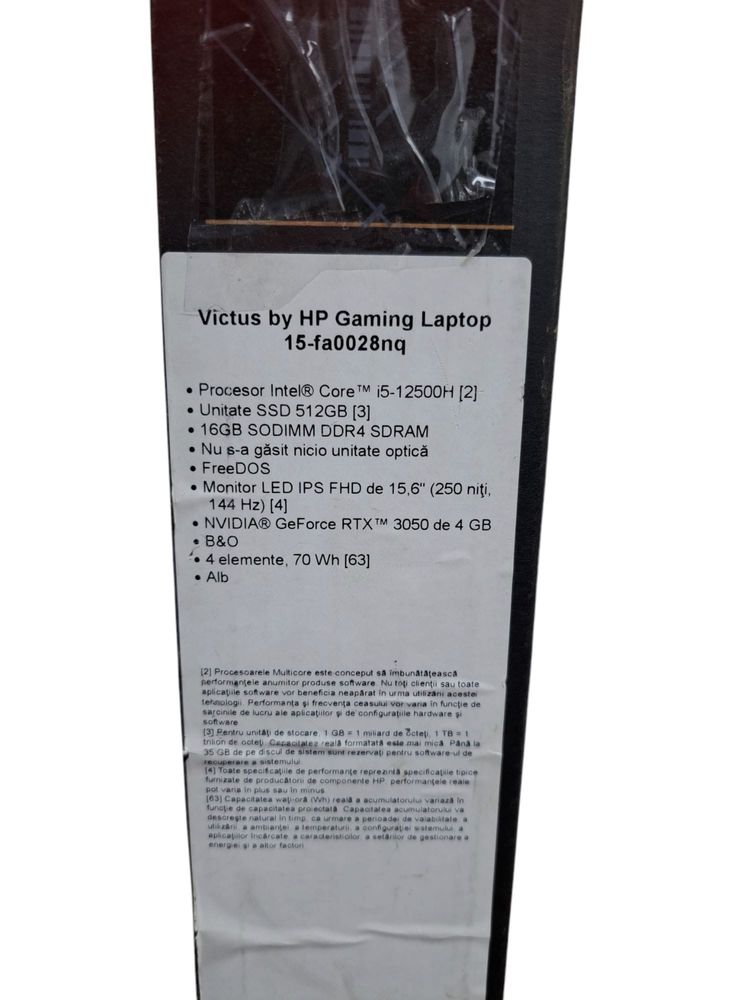 Victus by HP Gaming Laptop
15-fa0028nq
• Procesor Intel® Core™ i5-12500H [2]
• Unitate SSD 512GB [3]
• 16GB SODIMM DDR4 SDRAM
• Nu s-a găsit nicio unitate optică
• FreeDOS
• Monitor LED IPS FHD de 15,6" (250 niţi,
144 Hz) [4]
• NVIDIA® GeForce RTX™ 3050 de 4 GB
• B&O
• 4 elemente, 70 Wh [63]
• Alb
[2] Procesoarele Multicore este conceput să îmbunătăţească
performanţele anumitor produse software. Nu toţi clienţii sau toate
aplicaţiile software vor beneficia neapărat în urma utilizării acestei
tehnologii. Performanţa şi frecvenţa ceasului vor varia în funcţie de
sarcinile de lucru ale aplicaţiilor şi de configuraţiile hardware şi
software
[3] Pentru unităţi de stocare, 1 GB = 1 miliard de octeţi, 1 TB = 1
trilion de octeţi. Capacitatea reală formatată este mai mică. Până la
35 GB de pe discul de sistem sunt rezervaţi pentru software-ul de
recuperare a sistemului.
[4] Toate specificaţiile de performanţe reprezintă specificaţiile tipice
furnizate de producătorii de componente HP, performanţele reale
pot varia în plus sau în minus.
[63] Capacitatea waţi-oră (Wh) reală a acumulatorului variază în
funcţie de capacitatea proiectată. Capacitatea acumulatorului va
descreşte natural în timp, ca urmare a perioadei de valabilitate, a
utilizării, a ambianţei, a temperaturii, a configuraţiei sistemului, a
aplicaţiilor încărcate, a caracteristicilor, a setărilor de gestionare a
energiei şi a altor factori.